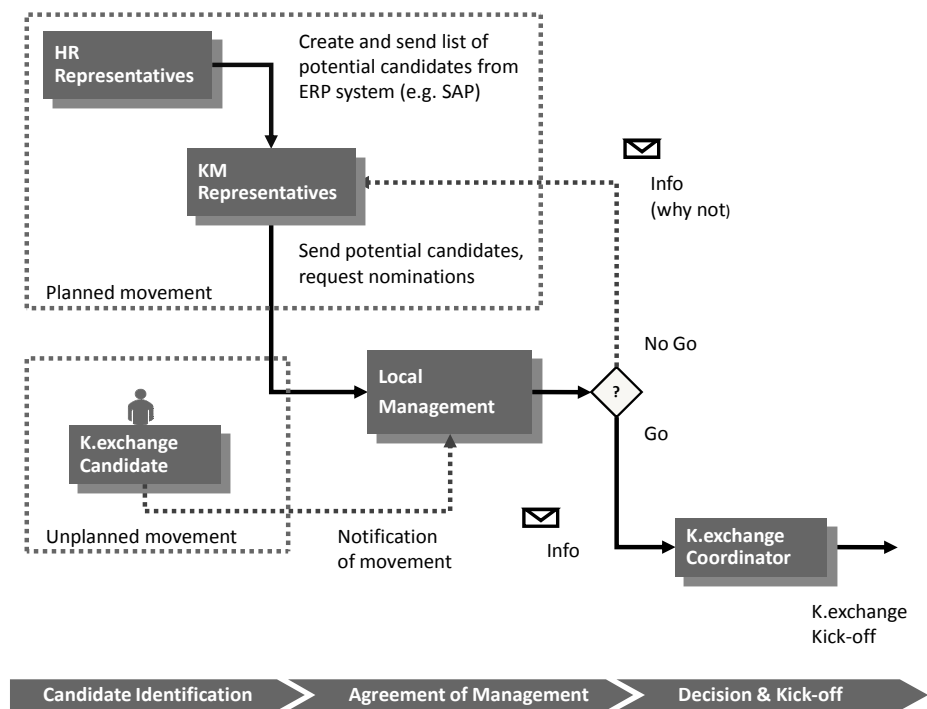 HR
Representatives
Create and send list of
potential candidates from
ERP system (e.g. SAP)
KM
Representatives
Info
(why not)
Send potential candidates,
request nominations
Planned movement
No Go
Local
Management
?
Go
K.exchange
Candidate
Unplanned movement
Notification
of movement
Info
K.exchange
Coordinator
K.exchange
Kick-off
Candidate Identification
Agreement of Management
Decision & Kick-off